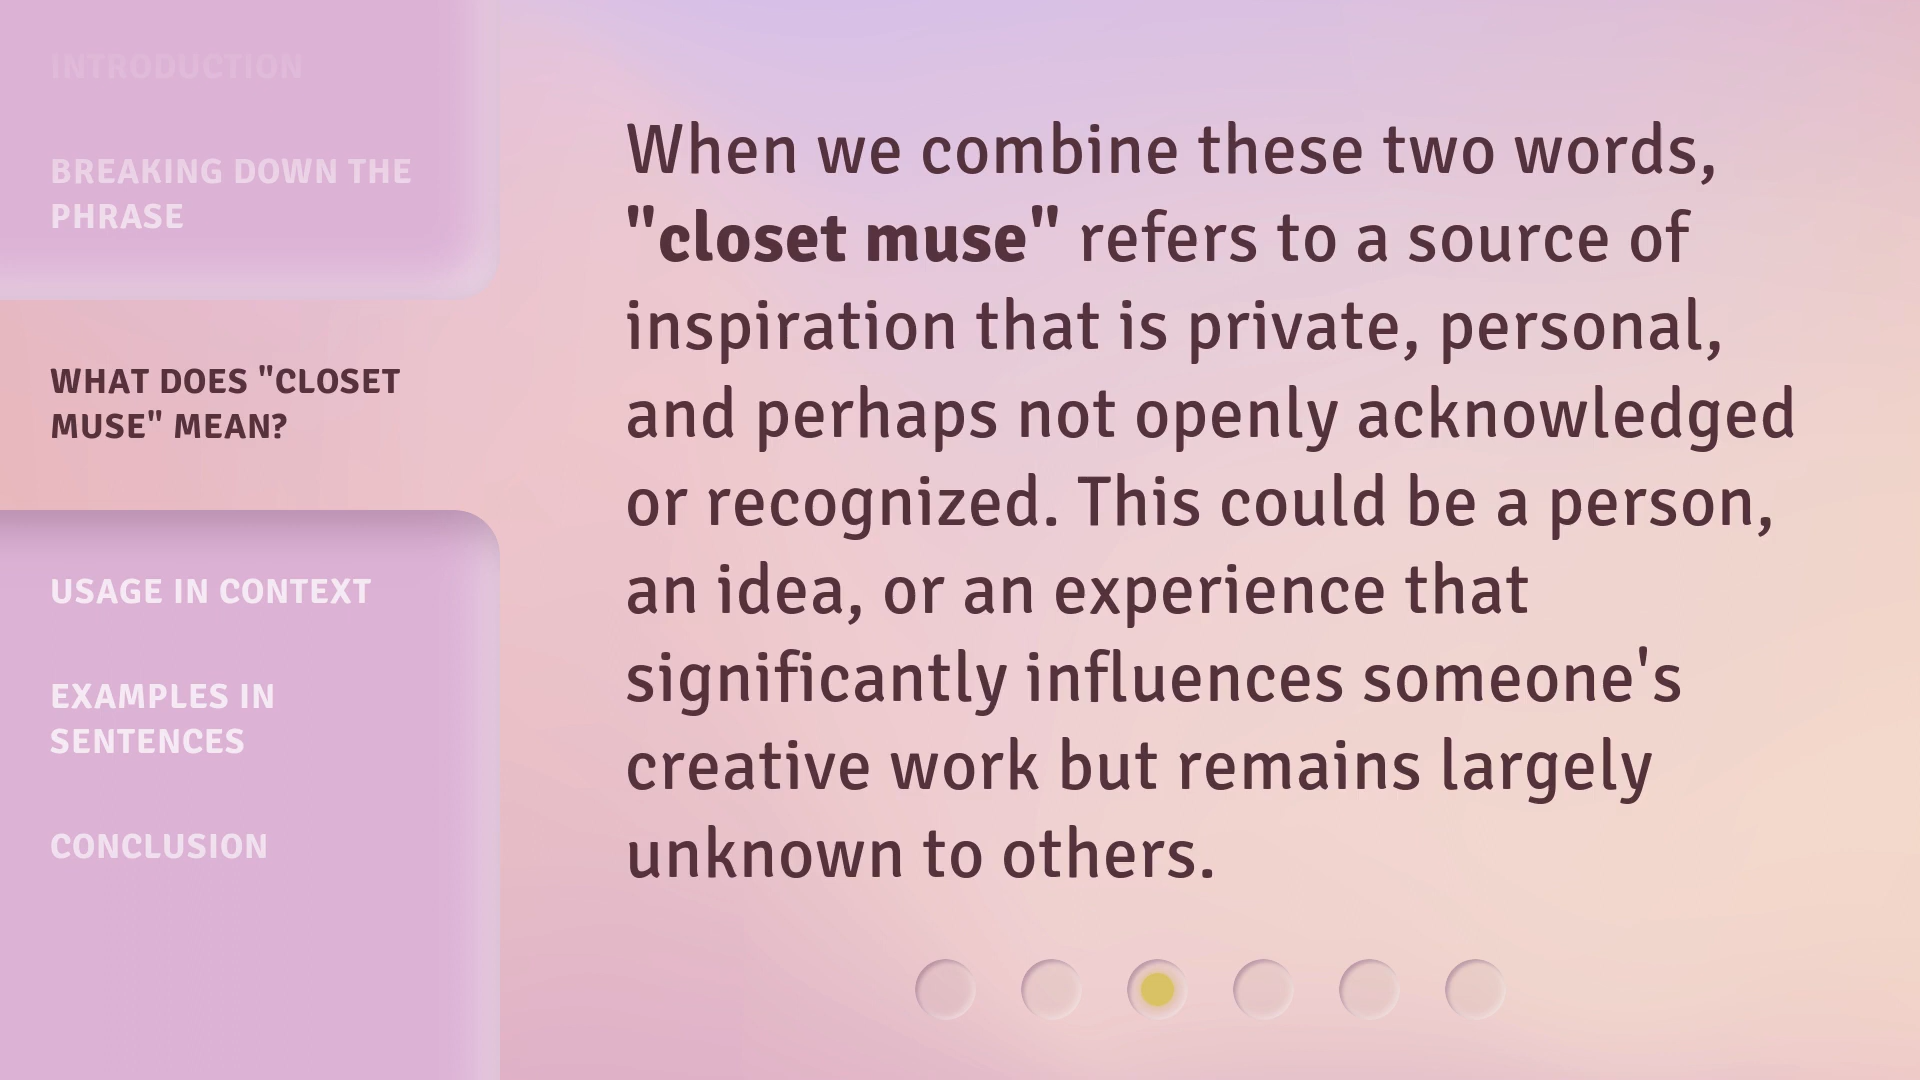 INTRODUCTION
BREAKING DOWN THE
PHRASE
WHAT DOES "CLOSET
MUSE" MEAN?
USAGE IN CONTEXT
EXAMPLES IN
SENTENCES
CONCLUSION
When we combine these two words,
"closet muse" refers to a source of
inspiration that is private, personal,
and perhaps not openly acknowledged
or recognized. This could be a person,
an idea, or an experience that
significantly influences someone's
creative work but remains largely
unknown to others.